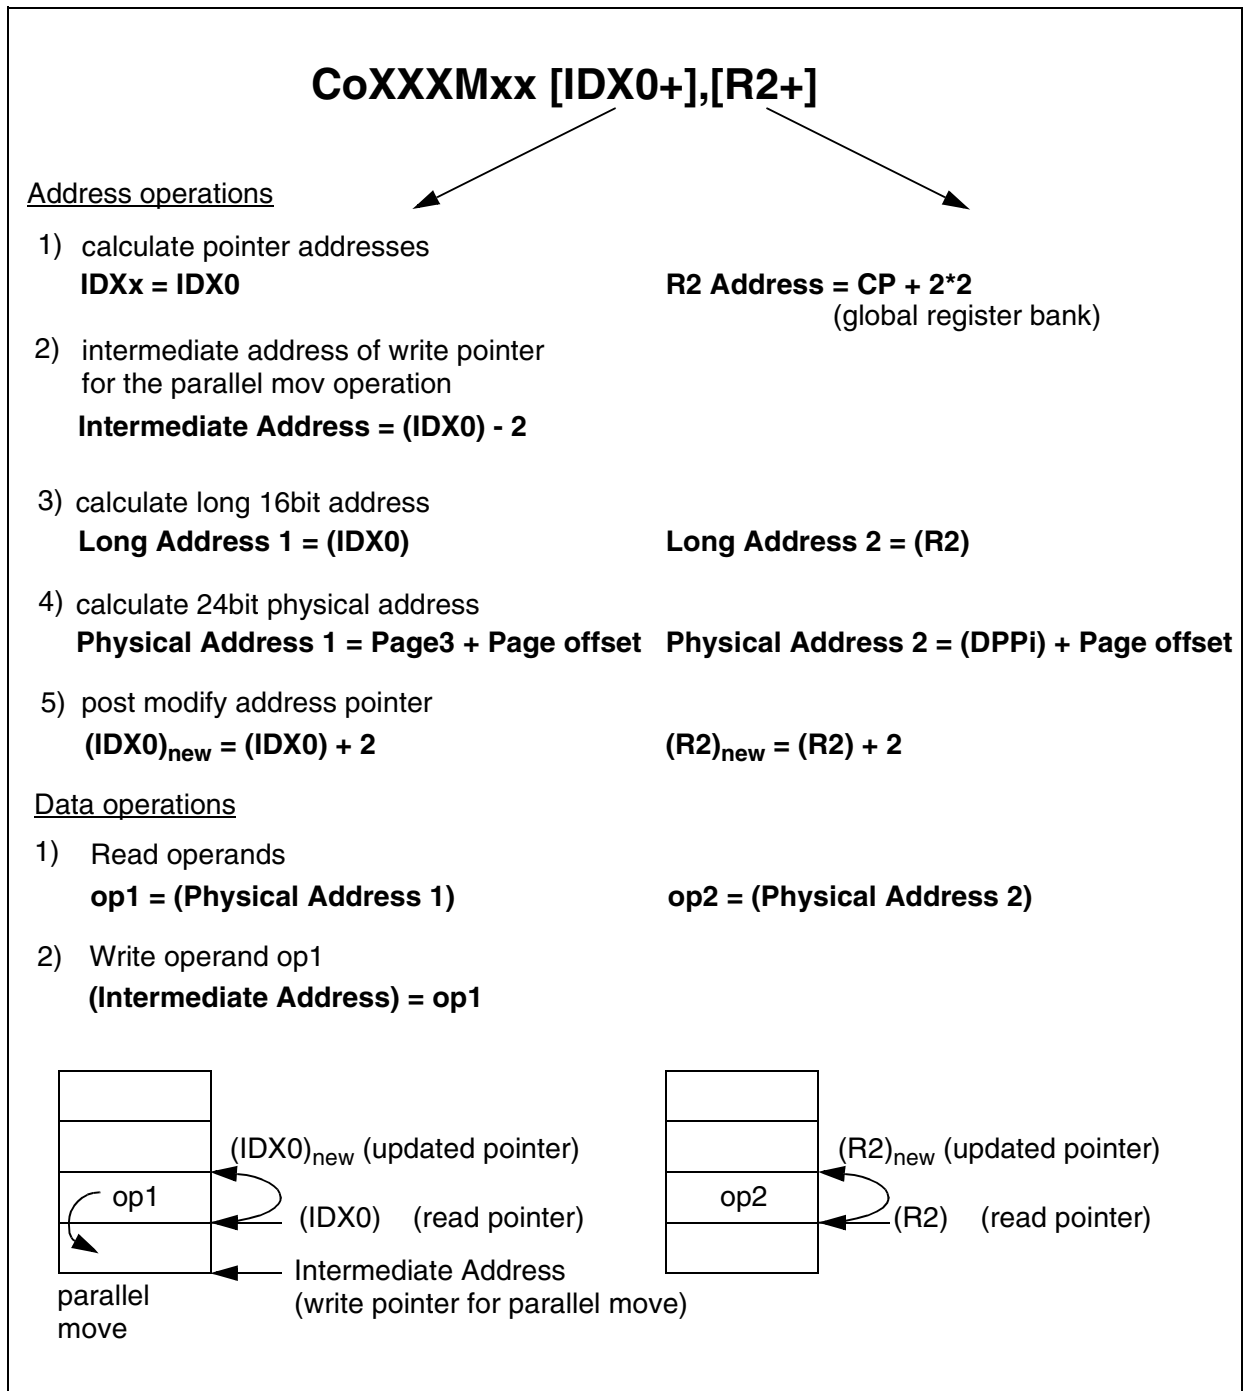 CoXXXMxx [IDX0+],[R2+]
Address operations
1) calculate pointer addresses
IDXx = IDX0
R2 Address = CP + 2*2
(global register bank)
2) intermediate address of write pointer
for the parallel mov operation
Intermediate Address = (IDX0) - 2
3) calculate long 16bit address
Long Address 1 = (IDX0)
Long Address 2 = (R2)
4) calculate 24bit physical address
Physical Address 1 = Page3 + Page offset
Physical Address 2 = (DPPi) + Page offset
5) post modify address pointer
(IDX0)new = (IDX0) + 2
(R2)new = (R2) + 2
Data operations
1) Read operands
op1 = (Physical Address 1)
op2 = (Physical Address 2)
2) Write operand op1
(Intermediate Address) = op1
(IDX0)new (updated pointer)
op1
(IDX0) (read pointer)
Intermediate Address
(write pointer for parallel move)
parallel
move
(R2)new (updated pointer)
op2
(R2) (read pointer)